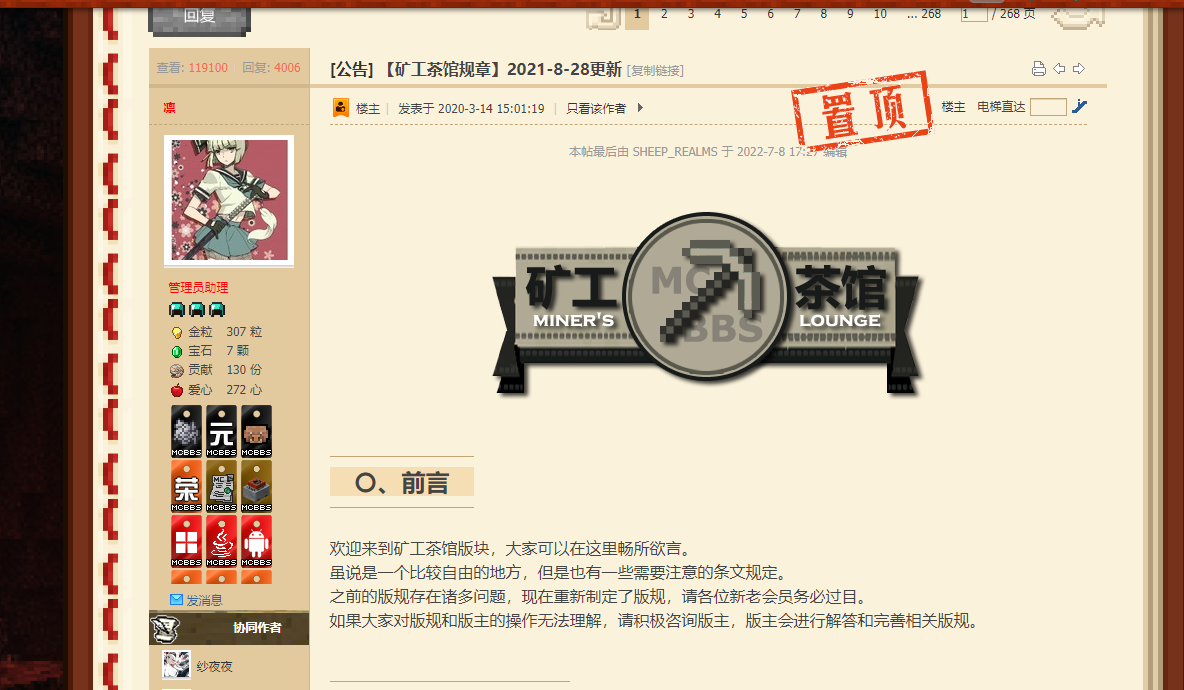 回复
1 2 3 4 5 6 7 8 9 10 ... 268 1 / 268 页
查看: 119100 回复: 4006
[公告] 【矿工茶馆规章】2021-8-28更新 [复制链接]
凛
楼主 发表于 2020-3-14 15:01:19 只看该作者
置顶
楼主 电梯直达
本帖最后由 SHEEP_REALMS 于 2022-7-8 17:27 编辑
矿工 茶馆
MINER'S LOUNGE
MC
BBS
管理员助理
金粒 307 粒
宝石 7 颗
贡献 130 份
爱心 272 心
元
MCBBS MCBBS MCBBS
荣 MC
MCBBS MCBBS MCBBS
MCBBS MCBBS MCBBS
发消息
协同作者
纱夜夜
〇、前言
欢迎来到矿工茶馆版块，大家可以在这里畅所欲言。
虽说是一个比较自由的地方，但是也有一些需要注意的条文规定。
之前的版规存在诸多问题，现在重新制定了版规，请各位新老会员务必过目。
如果大家对版规和版主的操作无法理解，请积极咨询版主，版主会进行解答和完善相关版规。